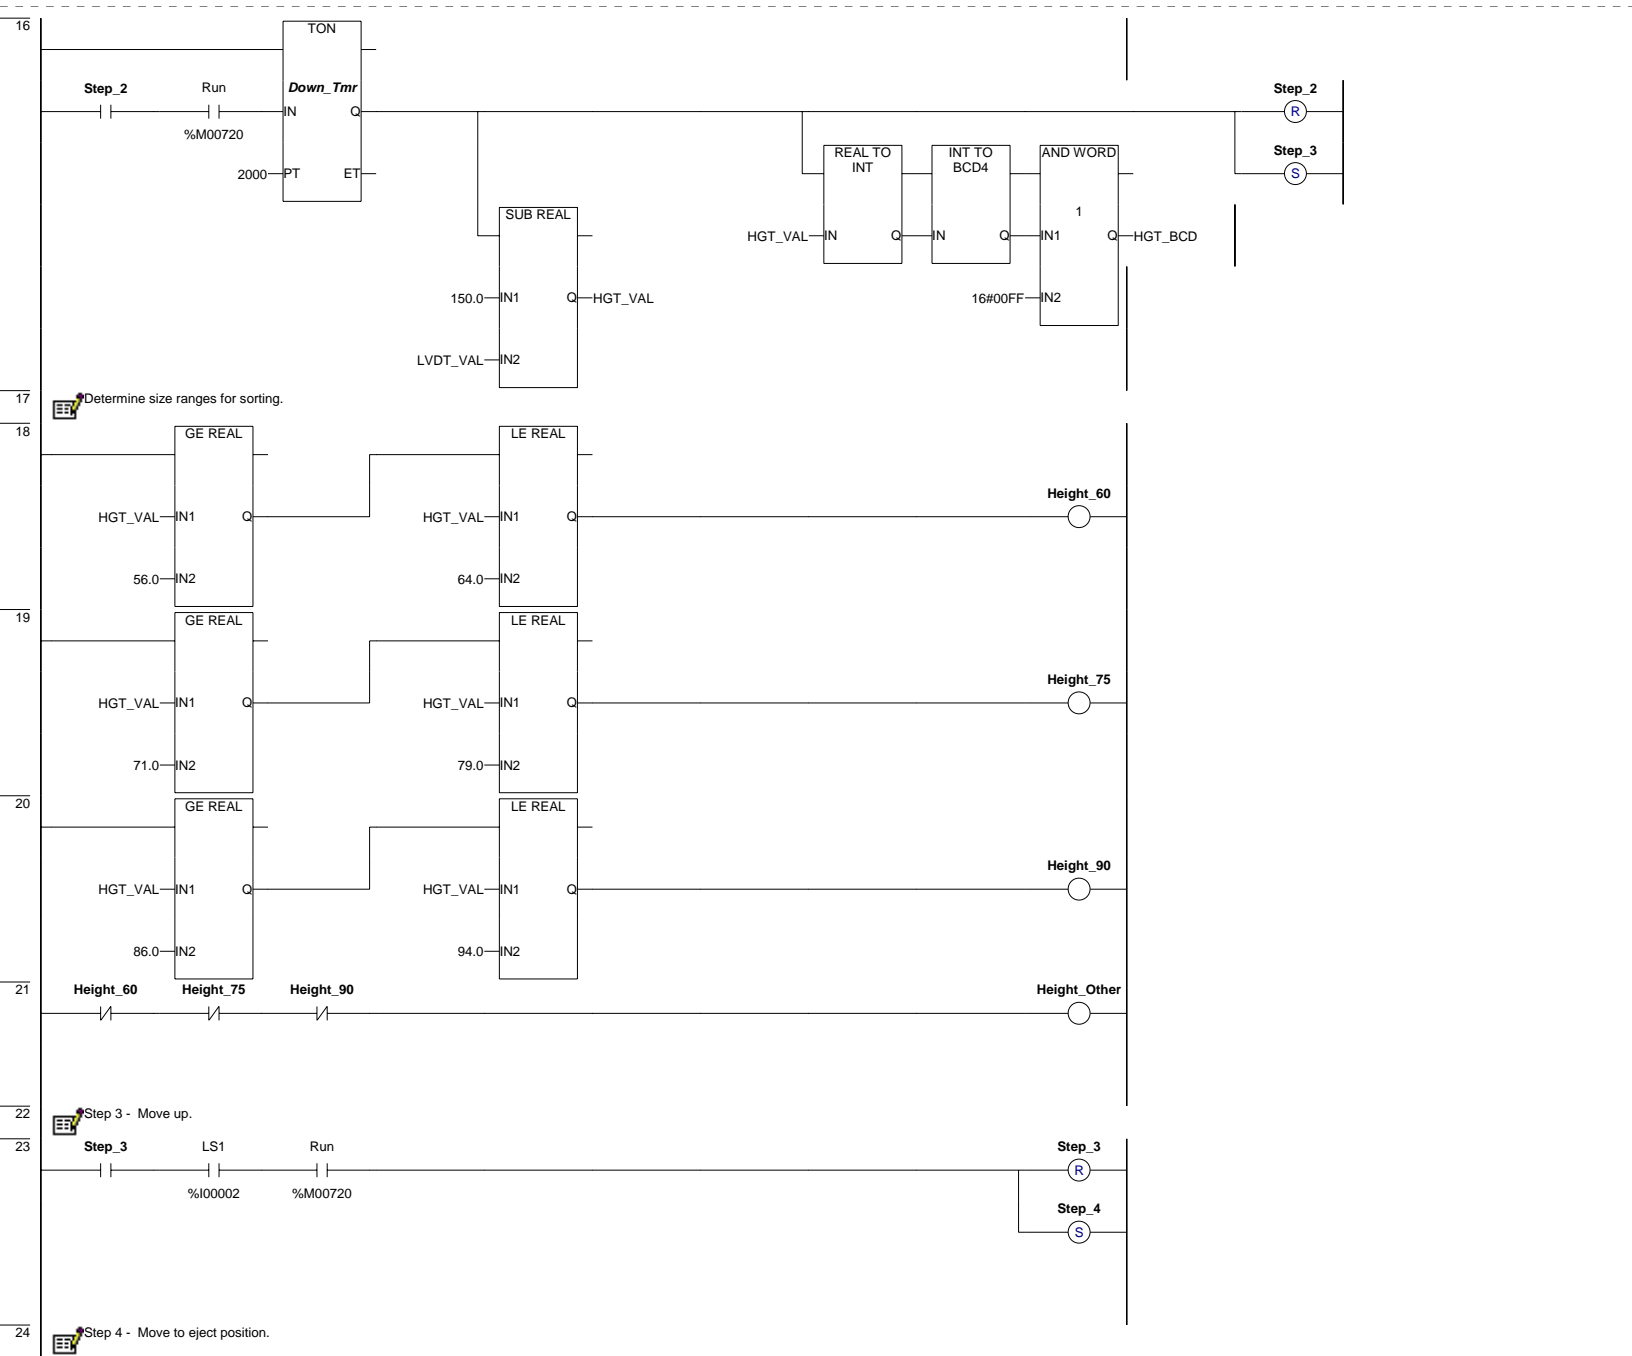 16
TON
Step_2 Run Down_Tmr Step_2
IN Q R
%M00720
REAL TO INT INT TO BCD4 AND WORD Step_3
2000 PT ET S
1
SUB REAL
HGT_VAL IN Q IN Q IN1 Q HGT_BCD
150.0 IN1 Q HGT_VAL 16#00FF IN2
LVDT_VAL IN2
17 Determine size ranges for sorting.
18
GE REAL LE REAL
Height_60
HGT_VAL IN1 Q HGT_VAL IN1 Q
56.0 IN2 64.0 IN2
19
GE REAL LE REAL
Height_75
HGT_VAL IN1 Q HGT_VAL IN1 Q
71.0 IN2 79.0 IN2
20
GE REAL LE REAL
Height_90
HGT_VAL IN1 Q HGT_VAL IN1 Q
86.0 IN2 94.0 IN2
21 Height_60 Height_75 Height_90 Height_Other
22 Step 3 - Move up.
23 Step_3 LS1 Run Step_3
R
%I00002 %M00720
Step_4
S
24 Step 4 - Move to eject position.